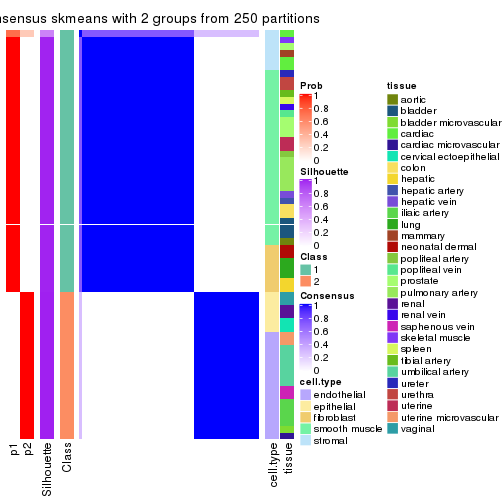 sensus skmeans with 2 groups from 250 partitions
Prob
1
0.8
0.6
0.4
0.2
0
Silhouette
1
0.8
0.6
0.4
0.2
0
Class
1
2
Consensus
1
0.8
0.6
0.4
0.2
0
cell.type
endothelial
epithelial
fibroblast
smooth muscle
stromal
tissue
aortic
bladder
bladder microvascular
cardiac
cardiac microvascular
cervical ectoepithelial
colon
hepatic
hepatic artery
hepatic vein
iliaic artery
lung
mammary
neonatal dermal
popliteal artery
popliteal vein
prostate
pulmonary artery
renal
renal vein
saphenous vein
skeletal muscle
spleen
tibial artery
umbilical artery
ureter
urethra
uterine
uterine microvascular
vaginal
p1
p2
Silhouette
Class
cell.type
tissue